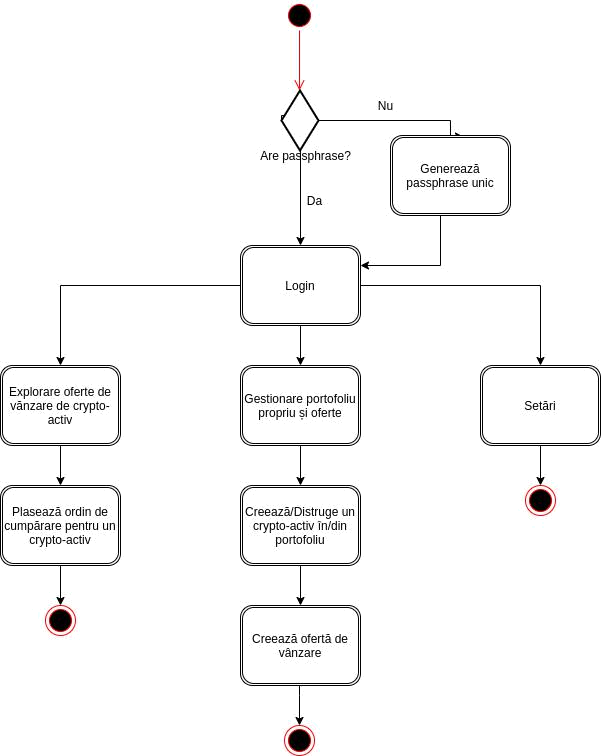 Nu
Are passphrase?
Generează
passphrase unic
Da
Login
Explorare oferte de
vânzare de crypto-
activ
Gestionare portofoliu
propriu și oferte
Setări
Plasează ordin de
cumpărare pentru un
crypto-activ
Creează/Distruge un
crypto-activ în/din
portofoliu
Creează ofertă de
vânzare